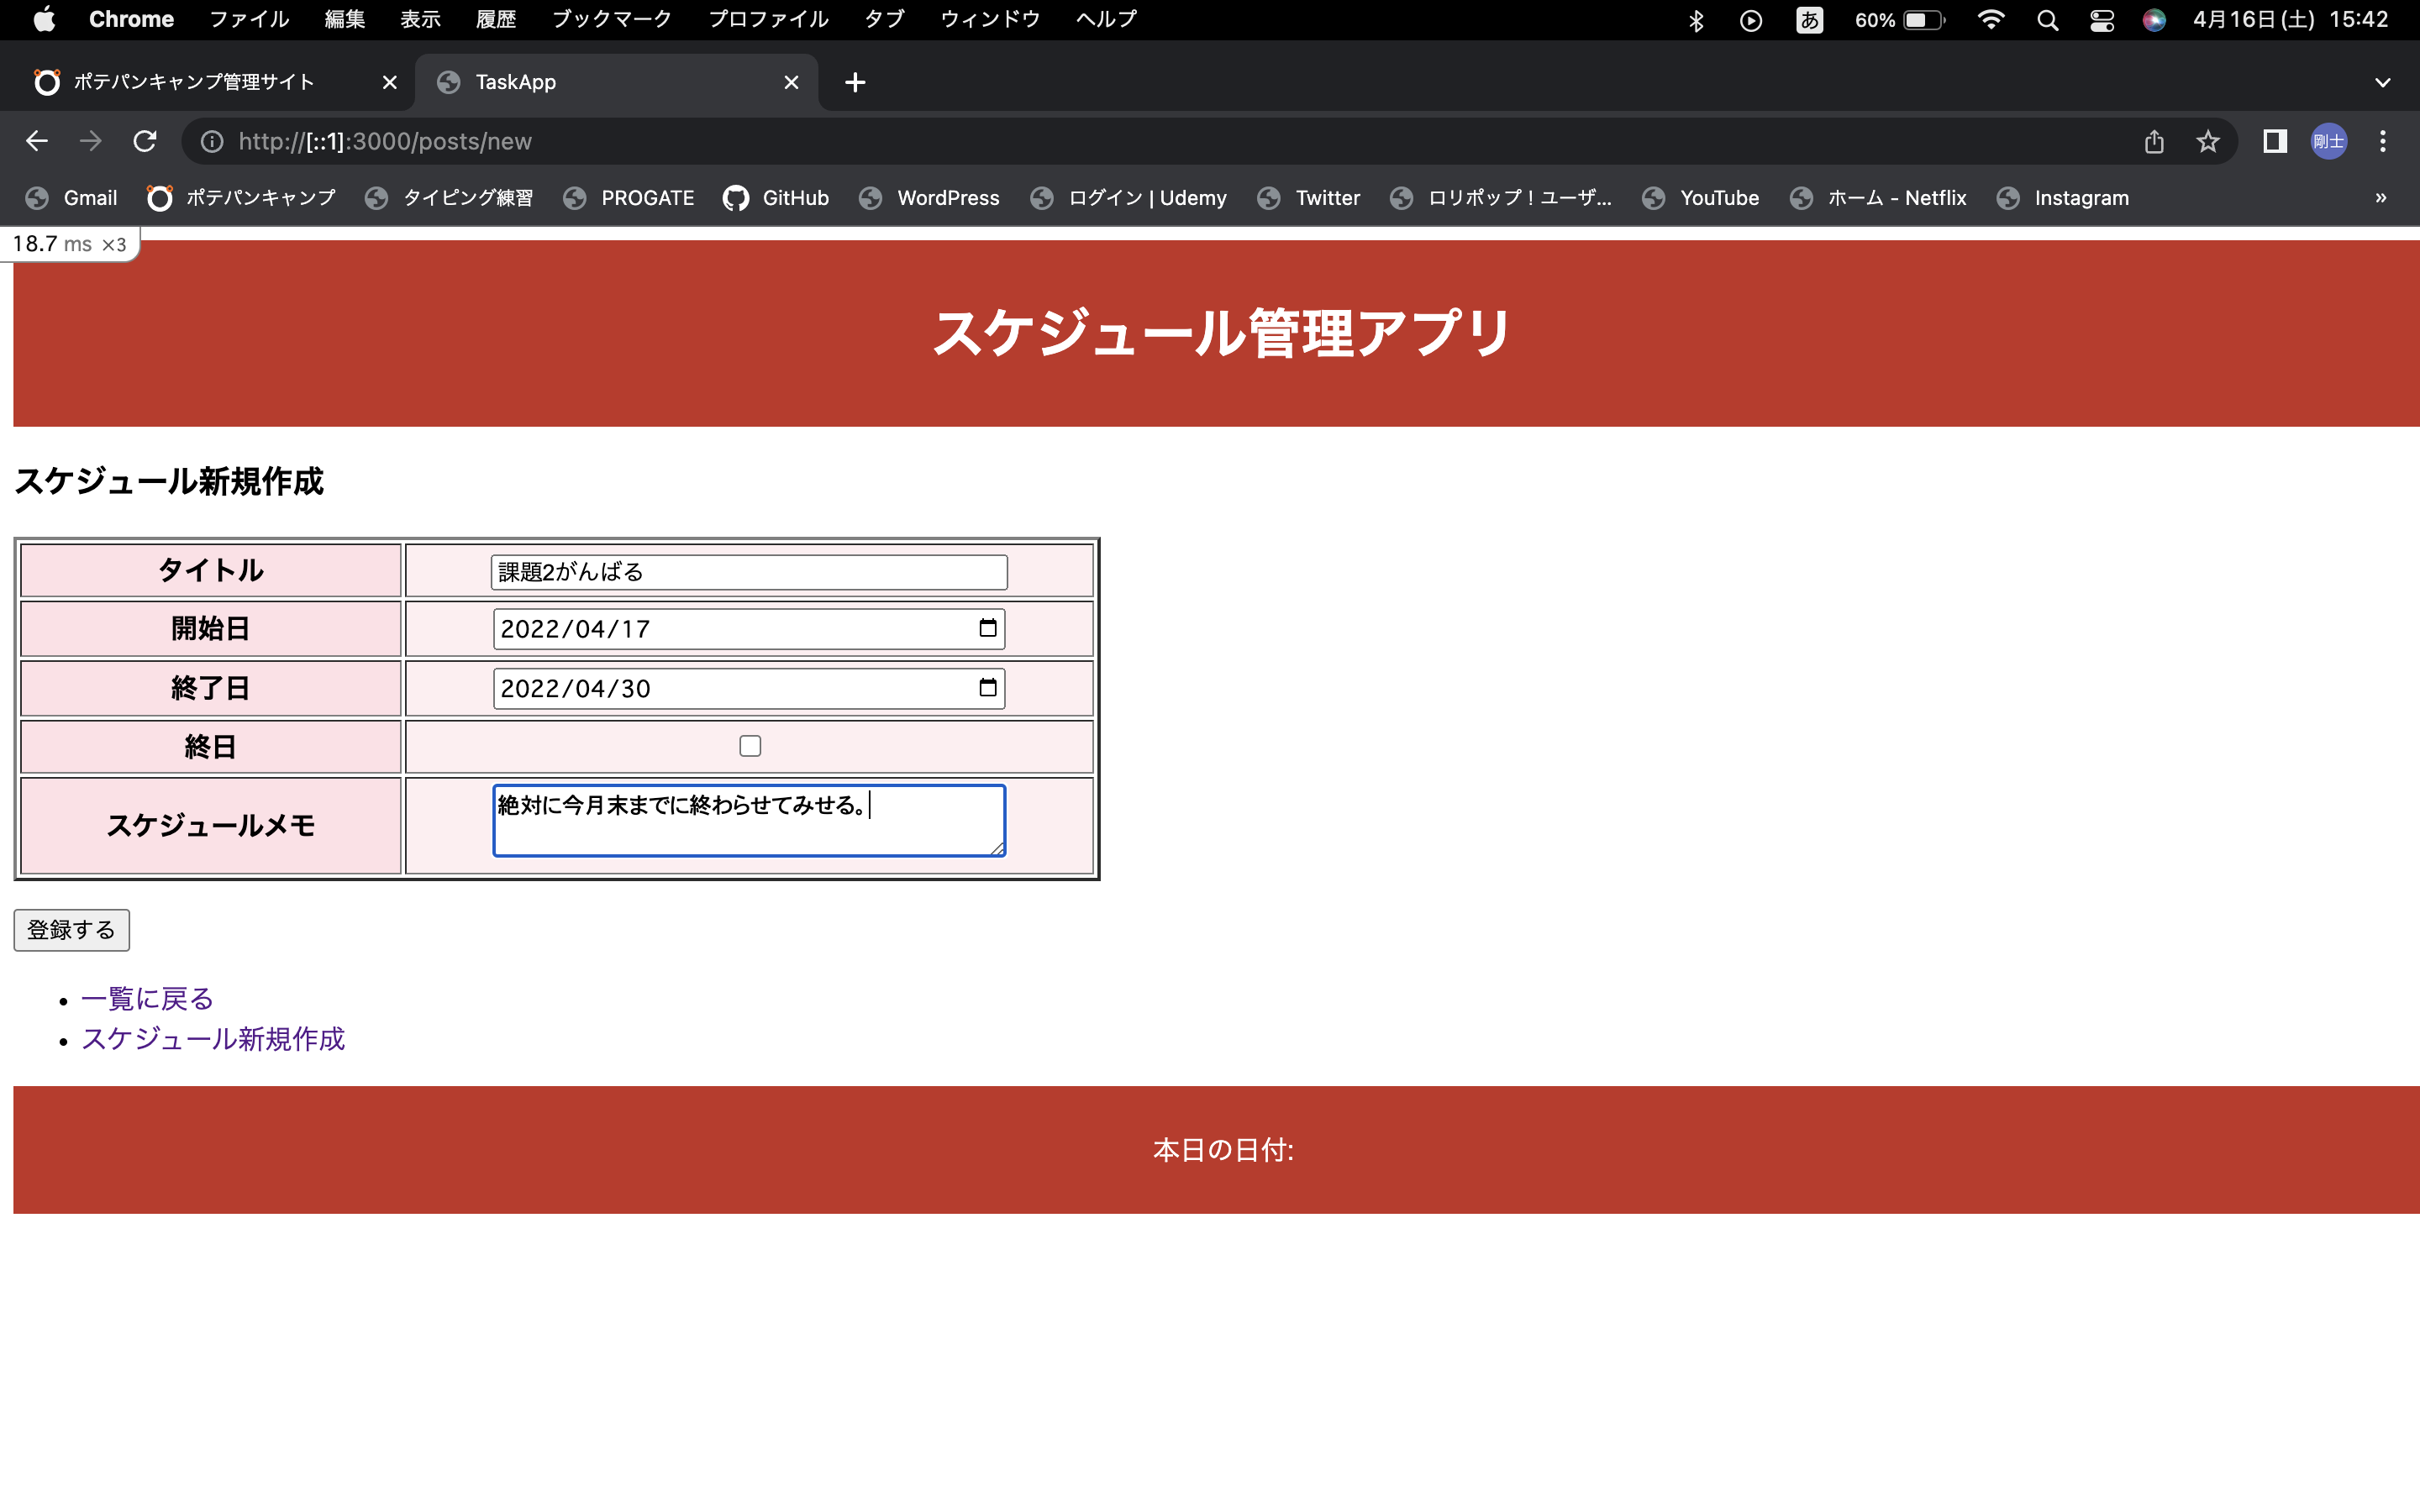 Chrome ファイル 編集 表示 履歴 ブックマーク プロファイル タブ ウィンドウ ヘルプ あ 60% 4月16日(土) 15:42
ポテパンキャンプ管理サイト TaskApp
http://[::1]:3000/posts/new 剛士
Gmail ポテパンキャンプ タイピング練習 PROGATE GitHub WordPress ログイン | Udemy Twitter ロリポップ！ユーザ... YouTube ホーム - Netflix Instagram »
18.7 ms ×3
スケジュール管理アプリ
スケジュール新規作成
タイトル 課題2がんばる
開始日 2022/04/17
終了日 2022/04/30
終日
スケジュールメモ 絶対に今月末までに終わらせてみせる。
登録する
• 一覧に戻る
• スケジュール新規作成
本日の日付: